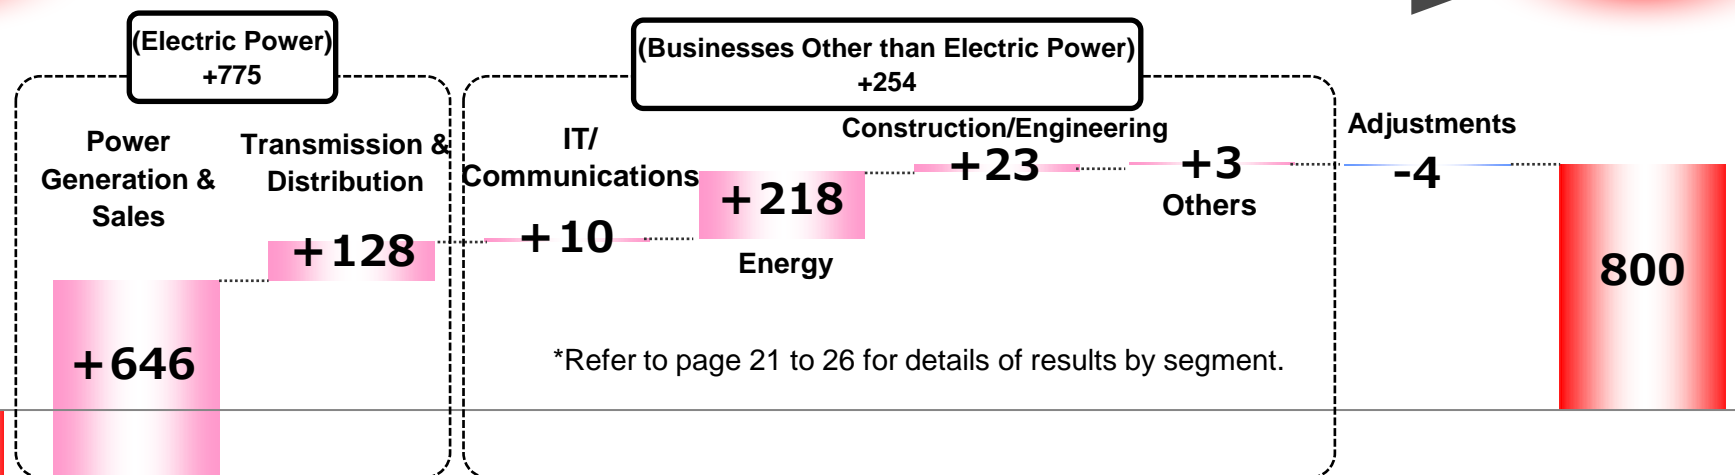 (Electric Power)
+775
(Businesses Other than Electric Power)
+254
Power
Generation &
Sales
+646
Transmission &
Distribution
+128
IT/
Communications
+10
+218
Energy
Construction/Engineering
+23
+3
Others
Adjustments
-4
800
*Refer to page 21 to 26 for details of results by segment.